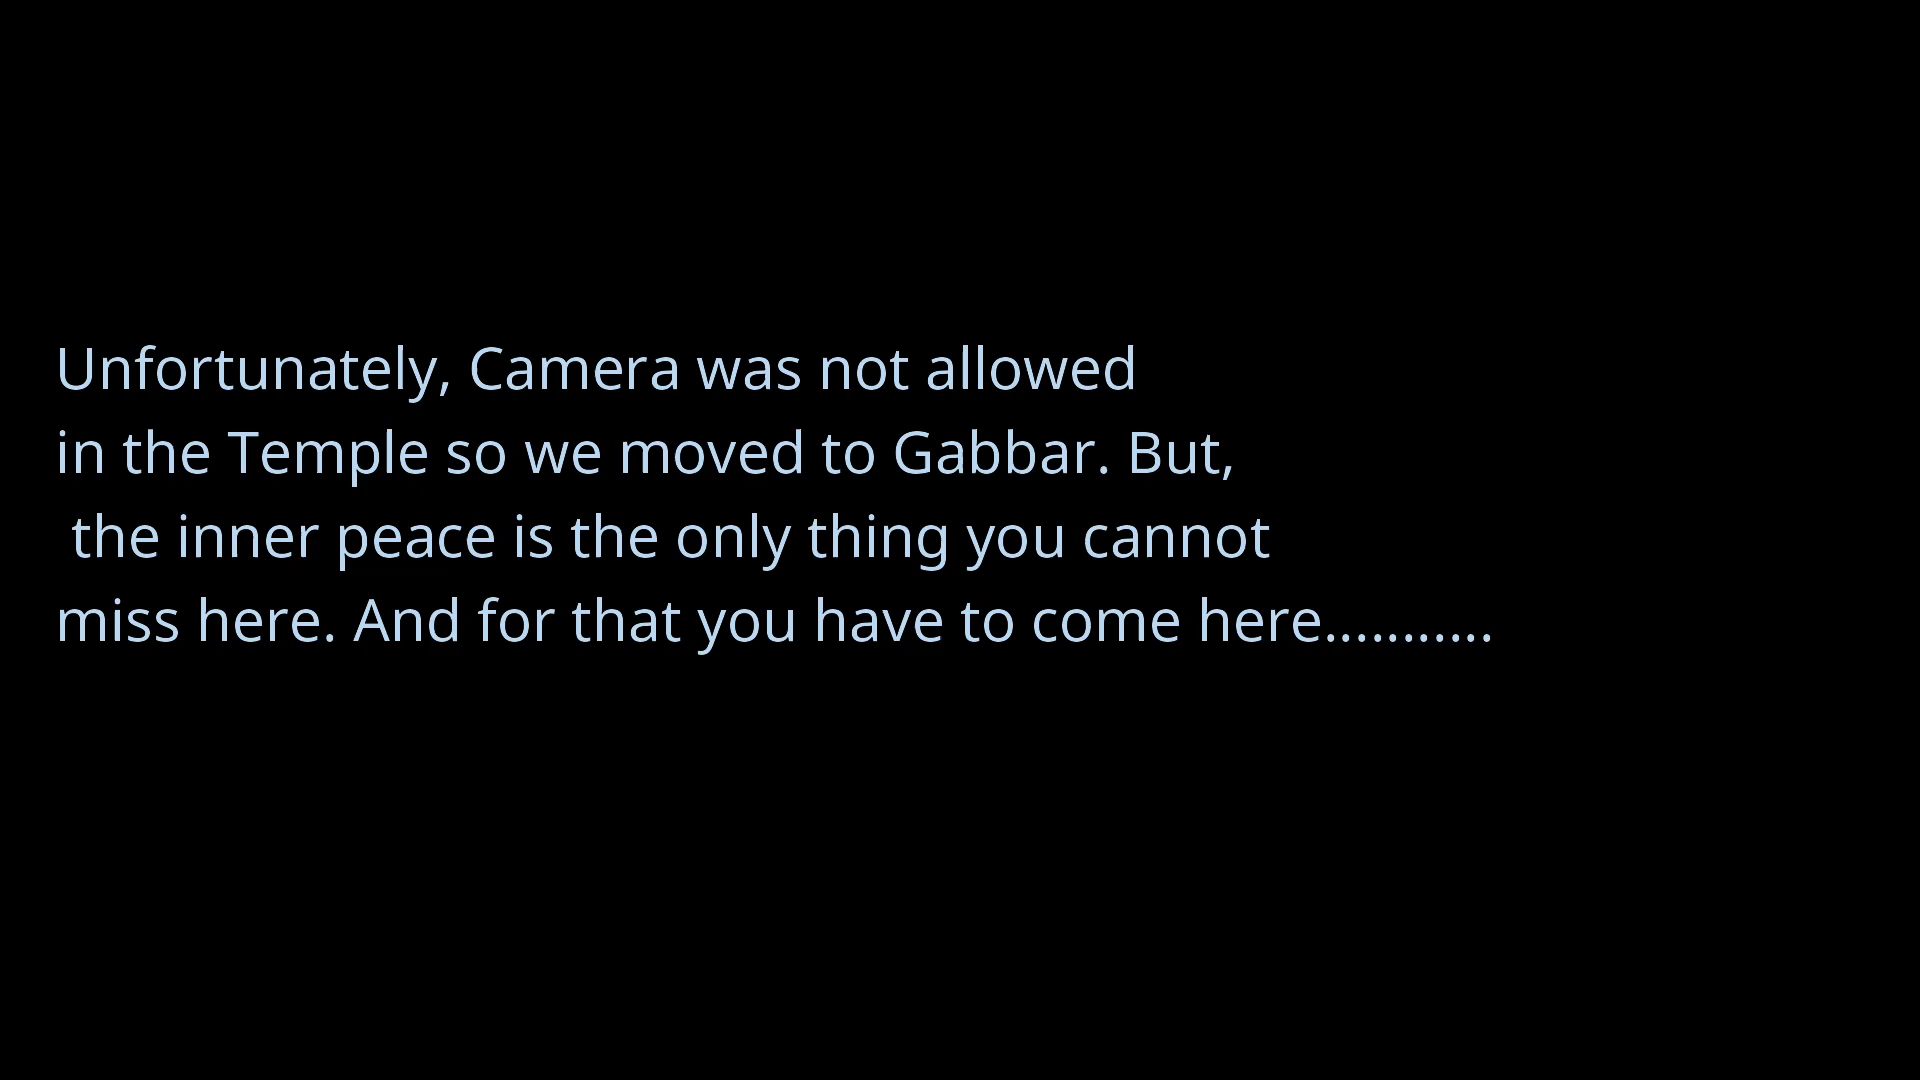 Unfortunately, Camera was not allowed
in the Temple so we moved to Gabbar. But,
the inner peace is the only thing you cannot
miss here. And for that you have to come here...........